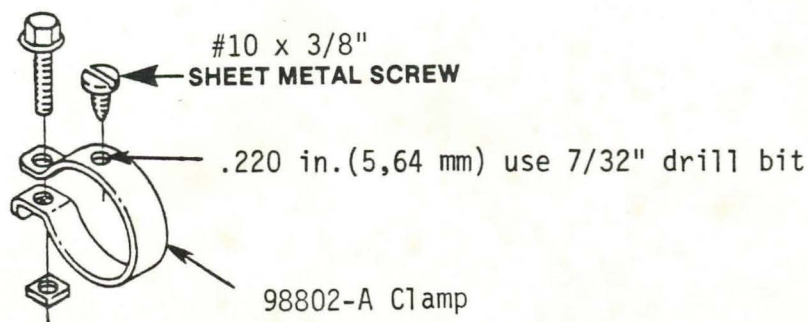 #10 x 3/8"
SHEET METAL SCREW
.220 in.(5,64 mm) use 7/32" drill bit
98802-A Clamp